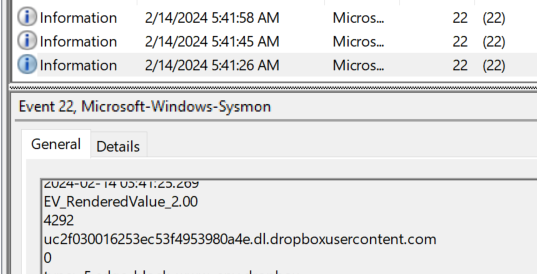 Information 2/14/2024 5:41:58 AM Micros... 22 (22)
Information 2/14/2024 5:41:45 AM Micros... 22 (22)
Information 2/14/2024 5:41:26 AM Micros... 22 (22)
Event 22, Microsoft-Windows-Sysmon
General Details
2024-02-14 03:41:25.269
EV_RenderedValue_2.00
4292
uc2f030016253ec53f4953980a4e.dl.dropboxusercontent.com
0